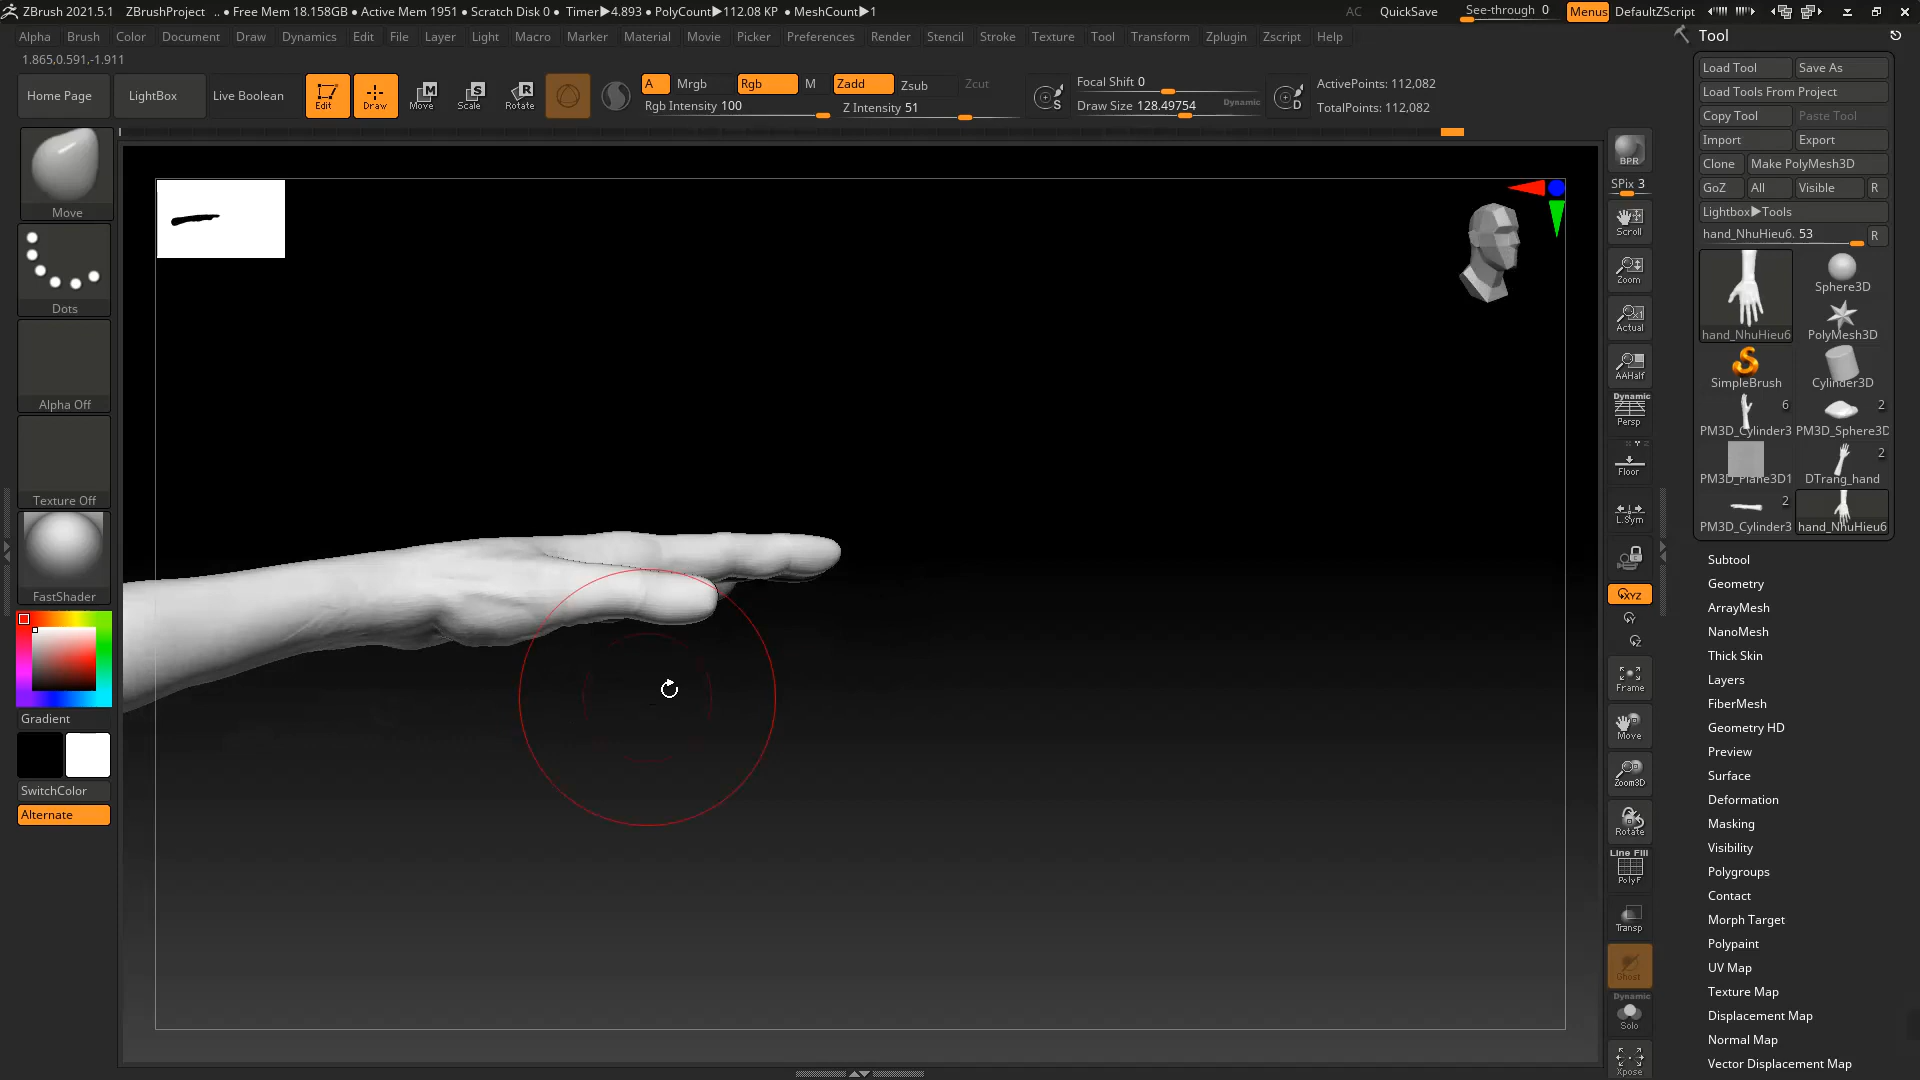 ZBrush 2021.5.1 ZBrushProject .. ● Free Mem 18.158GB ● Active Mem 1951 ● Scratch Disk 0 ● Timer▶4.893 ● PolyCount▶112.08 KP ● MeshCount▶1 AC QuickSave See-through 0 Menus DefaultZScript
Alpha Brush Color Document Draw Dynamics Edit File Layer Light Macro Marker Material Movie Picker Preferences Render Stencil Stroke Texture Tool Transform Zplugin Zscript Help
1.865,0.591,-1.911
Home Page LightBox Live Boolean Edit Draw Move Scale Rotate
A Mrgb Rgb M Zadd Zsub Zcut
Rgb Intensity 100 Z Intensity 51
Focal Shift 0
Draw Size 128.49754 Dynamic
ActivePoints: 112,082
TotalPoints: 112,082
Move
Dots
Alpha Off
Texture Off
FastShader
Gradient
SwitchColor
Alternate
BPR
SPix 3
Scroll
Zoom
Actual
AAHalf
Dynamic
Persp
Floor
L.Sym
XYZ
Y
Z
Frame
Move
Zoom3D
Rotate
Line Fill
PolyF
Transp
Ghost
Dynamic
Solo
Xpose
Tool
Load Tool Save As
Load Tools From Project
Copy Tool Paste Tool
Import Export
Clone Make PolyMesh3D
GoZ All Visible R
Lightbox▶Tools
hand_NhuHieu6. 53 R
hand_NhuHieu6 Sphere3D
PolyMesh3D
SimpleBrush Cylinder3D
6 2
PM3D_Cylinder3 PM3D_Sphere3D
2
PM3D_Plane3D1 DTrang_hand
2
PM3D_Cylinder3 hand_NhuHieu6
Subtool
Geometry
ArrayMesh
NanoMesh
Thick Skin
Layers
FiberMesh
Geometry HD
Preview
Surface
Deformation
Masking
Visibility
Polygroups
Contact
Morph Target
Polypaint
UV Map
Texture Map
Displacement Map
Normal Map
Vector Displacement Map